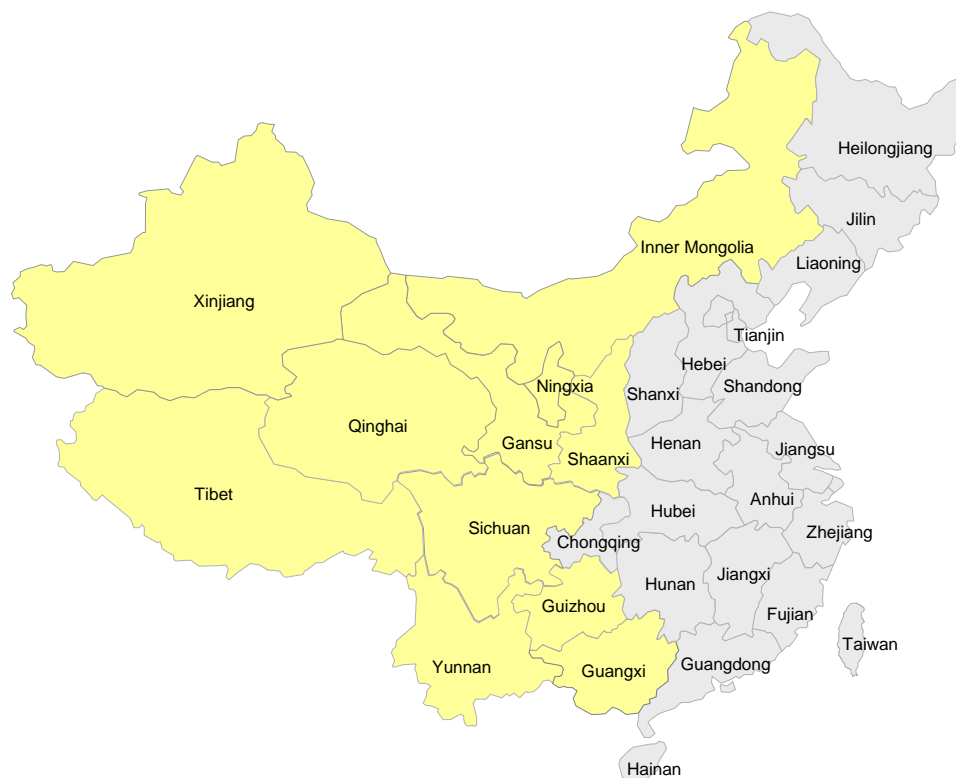 Heilongjiang
Jilin
Inner Mongolia
Liaoning
Xinjiang
Tianjin
Hebei
Ningxia
Shanxi
Shandong
Qinghai
Gansu
Henan
Jiangsu
Shaanxi
Tibet
Anhui
Hubei
Sichuan
Zhejiang
Chongqing
Jiangxi
Hunan
Guizhou
Fujian
Taiwan
Yunnan
Guangxi
Guangdong
Hainan